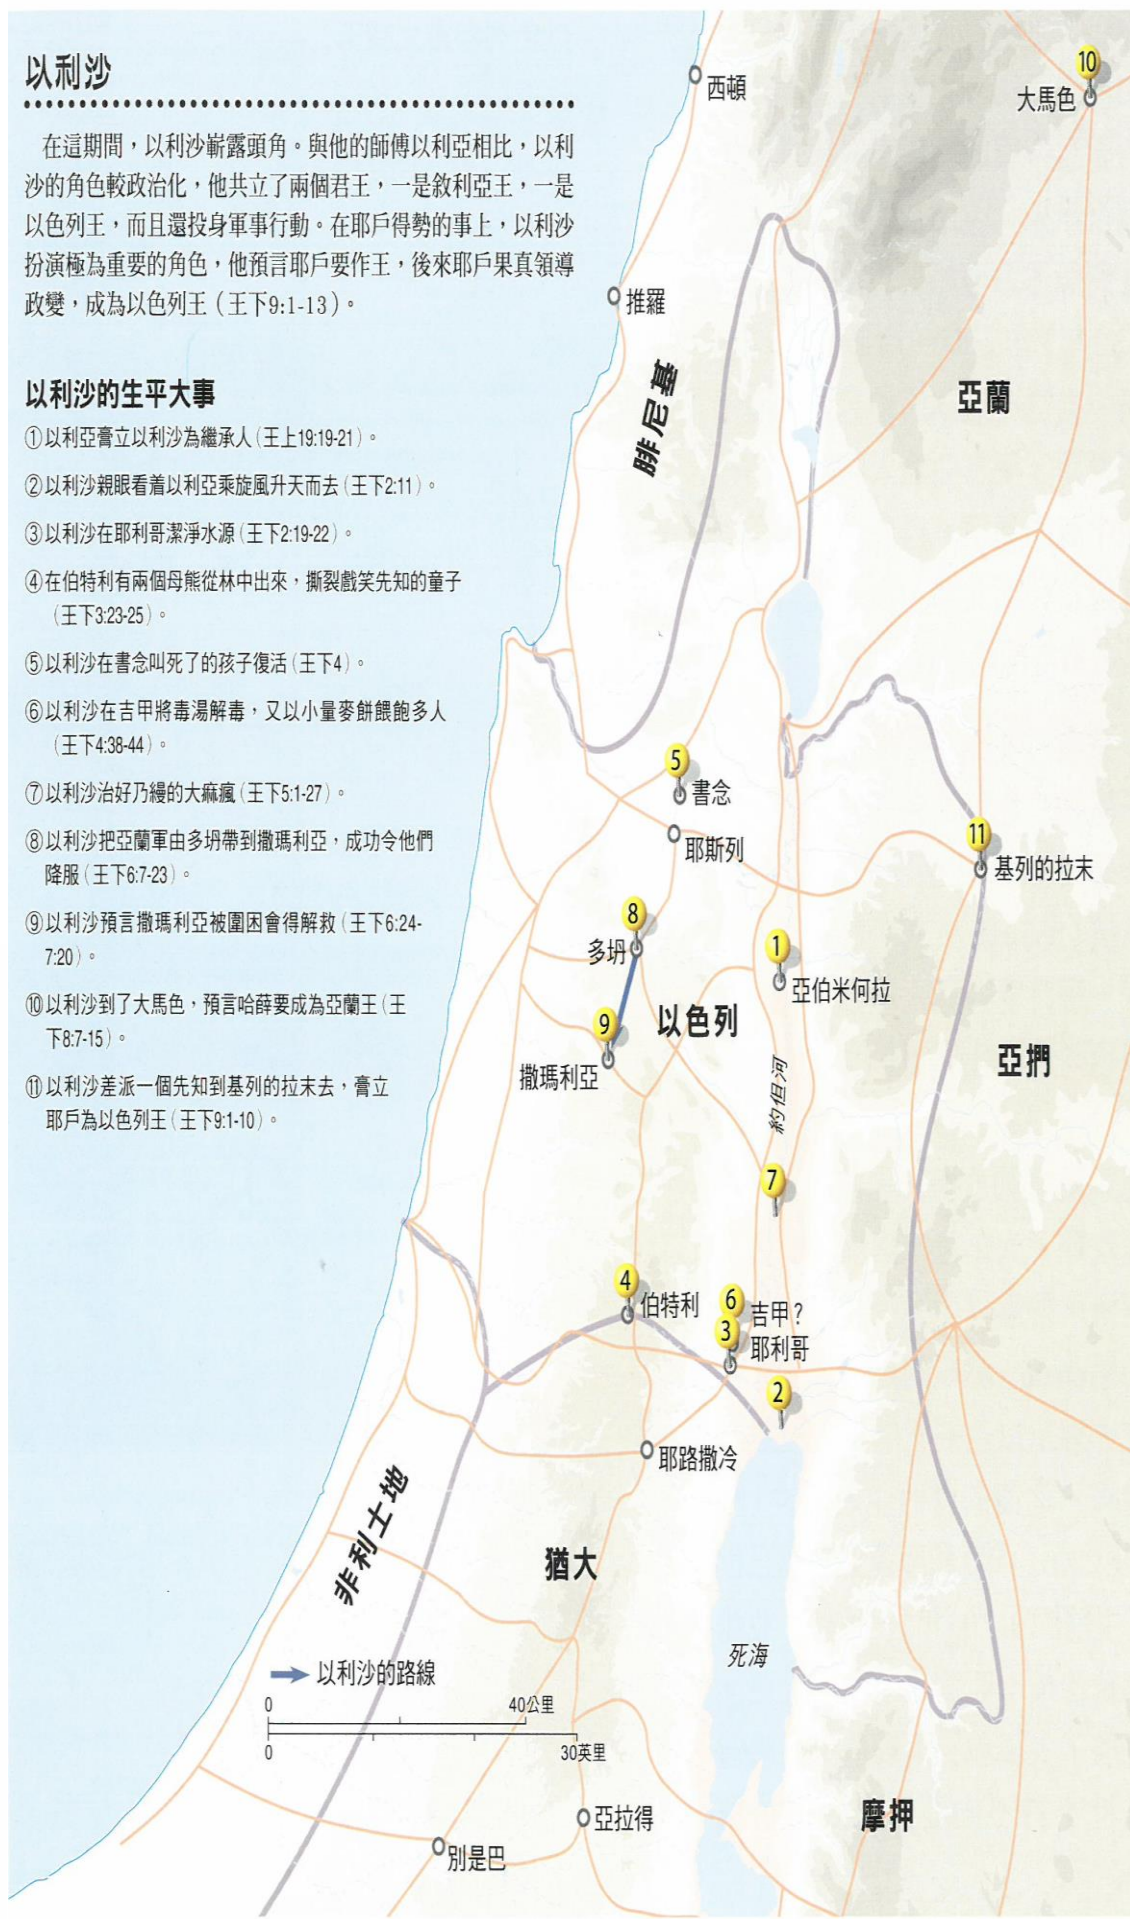 以利沙
在這期間，以利沙嶄露頭角。與他的師傅以利亞相比，以利
沙的角色較政治化，他共立了兩個君王，一是敘利亞王，一是
以色列王，而且還投身軍事行動。在耶戶得勢的事上，以利沙
扮演極為重要的角色，他預言耶戶要作王，後來耶戶果真領導
政變，成為以色列王（王下9:1-13）。
以利沙的生平大事
①以利亞膏立以利沙為繼承人（王上19:19-21）。
②以利沙親眼看着以利亞乘旋風升天而去（王下2:11）。
③以利沙在耶利哥潔淨水源（王下2:19-22）。
④在伯特利有兩個母熊從林中出來，撕裂戲笑先知的童子
（王下3:23-25）。
⑤以利沙在書念叫死了的孩子復活（王下4）。
⑥以利沙在吉甲將毒湯解毒，又以小量麥餅餵飽多人
（王下4:38-44）。
⑦以利沙治好乃縵的大麻瘋（王下5:1-27）。
⑧以利沙把亞蘭軍由多坍帶到撒瑪利亞，成功令他們
降服（王下6:7-23）。
⑨以利沙預言撒瑪利亞被圍困會得解救（王下6:24-
7:20）。
⑩以利沙到了大馬色，預言哈薛要成為亞蘭王（王
下8:7-15）。
⑪以利沙差派一個先知到基列的拉末去，膏立
耶戶為以色列王（王下9:1-10）。
西頓
10
大馬色
推羅
腓尼基
亞蘭
5
書念
耶斯列
11
基列的拉末
8
多坍
1
亞伯米何拉
9
撒瑪利亞
以色列
亞捫
約但河
7
4
伯特利
6
吉甲？
3
耶利哥
2
耶路撒冷
非利士地
猶大
死海
以利沙的路線
0
40公里
0
30英里
摩押
亞拉得
別是巴